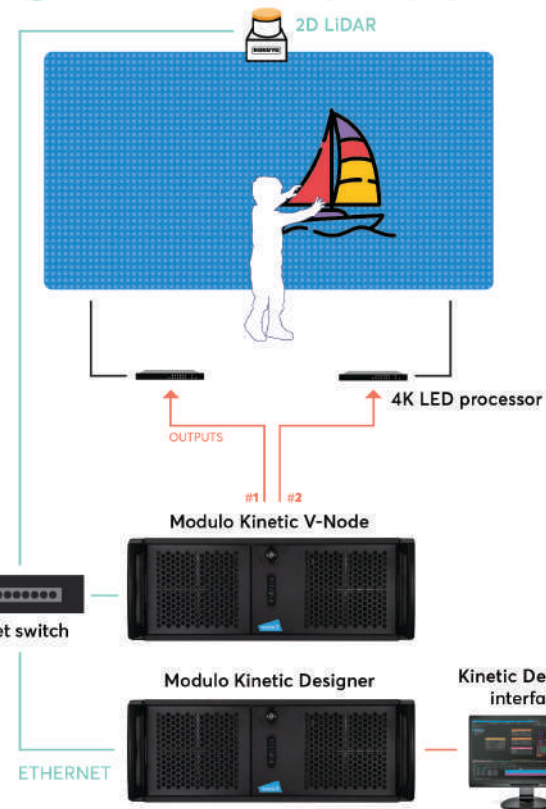 2D LiDAR
HOKUYO
4K LED processor
OUTPUTS
#1 #2
Modulo Kinetic V-Node
et switch
Modulo Kinetic Designer
Kinetic De
interfa
ETHERNET